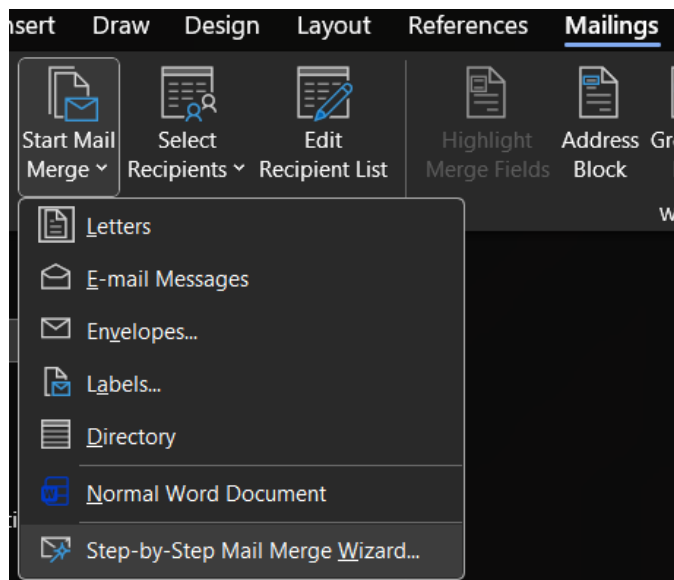 Draw Design Layout References Mailings
Start Mail Select Edit Highlight Address
Merge Recipients Recipient List Merge Fields Block
Letters
E-mail Messages
Envelopes...
Labels...
Directory
Normal Word Document
Step-by-Step Mail Merge Wizard...